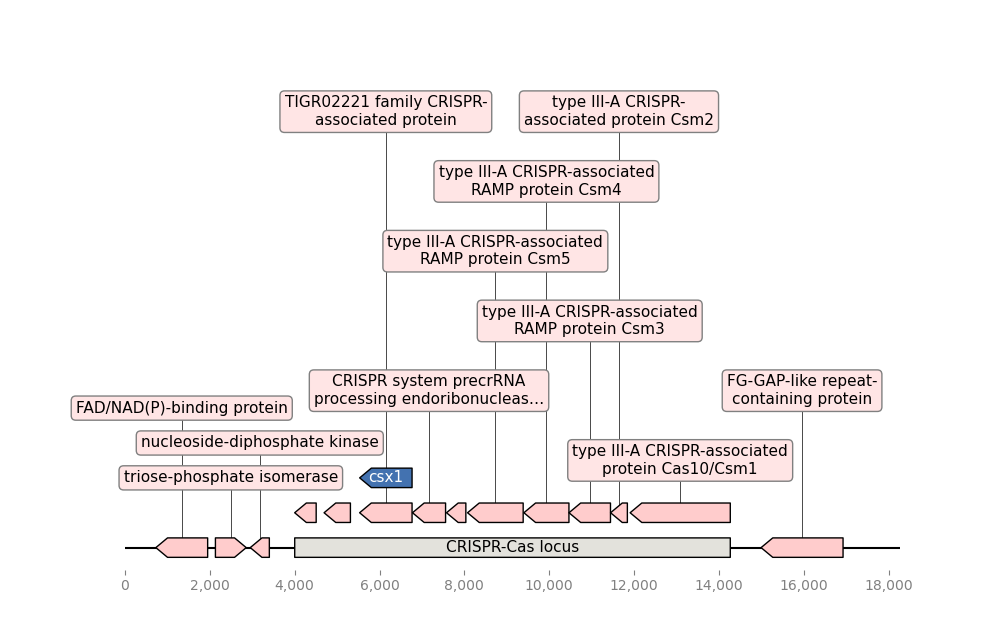 TIGR02221 family CRISPR-
associated protein
type III-A CRISPR-
associated protein Csm2
type III-A CRISPR-associated
RAMP protein Csm4
type III-A CRISPR-associated
RAMP protein Csm5
type III-A CRISPR-associated
RAMP protein Csm3
CRISPR system precrRNA
processing endoribonucleas...
FG-GAP-like repeat-
containing protein
FAD/NAD(P)-binding protein
nucleoside-diphosphate kinase
type III-A CRISPR-associated
protein Cas10/Csm1
triose-phosphate isomerase
csx1
CRISPR-Cas locus
0 2,000 4,000 6,000 8,000 10,000 12,000 14,000 16,000 18,000